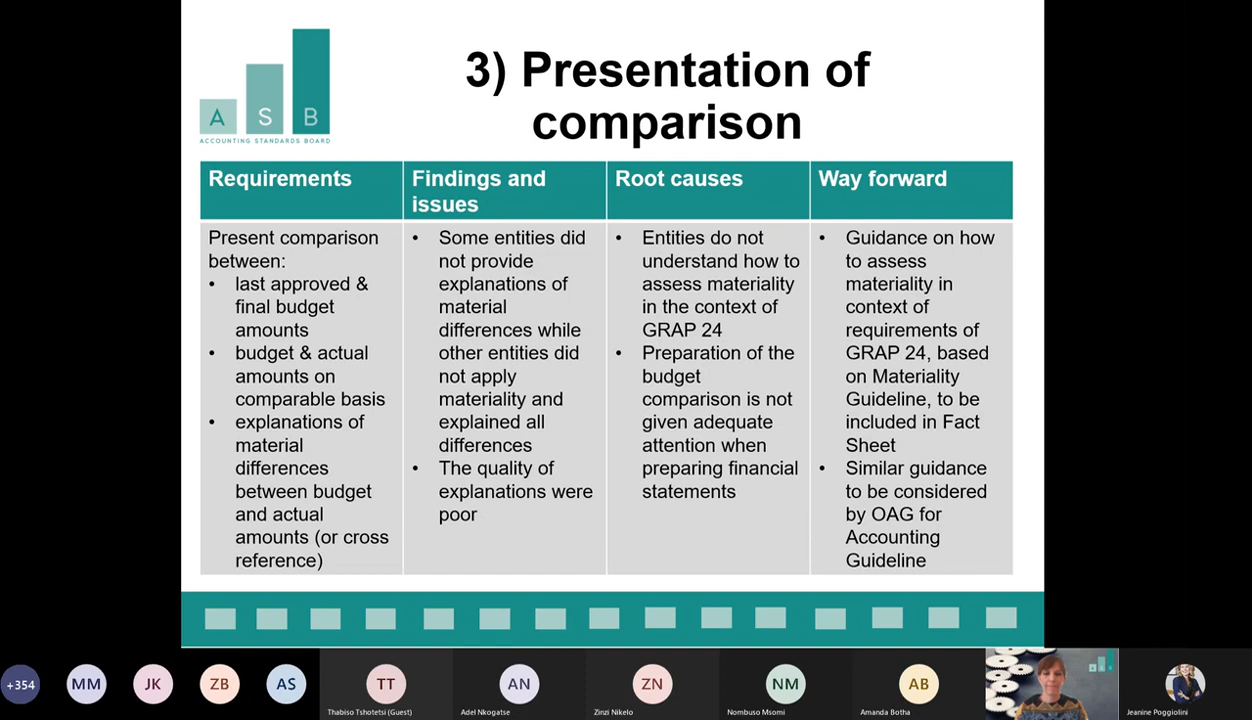 3) Presentation of
comparison
A S B
ACCOUNTING STANDARDS BOARD
Requirements
Present comparison
between:
• last approved &
final budget
amounts
• budget & actual
amounts on
comparable basis
• explanations of
material
differences
between budget
and actual
amounts (or cross
reference)
Findings and
issues
• Some entities did
not provide
explanations of
material
differences while
other entities did
not apply
materiality and
explained all
differences
• The quality of
explanations were
poor
Root causes
• Entities do not
understand how to
assess materiality
in the context of
GRAP 24
• Preparation of the
budget
comparison is not
given adequate
attention when
preparing financial
statements
Way forward
• Guidance on how
to assess
materiality in
context of
requirements of
GRAP 24, based
on Materiality
Guideline, to be
included in Fact
Sheet
• Similar guidance
to be considered
by OAG for
Accounting
Guideline
+354
MM
JK
ZB
AS
TT
Thabiso Tshotetsi (Guest)
AN
Adel Nkogatse
ZN
Zinzi Nikelo
NM
Nombuso Msomi
AB
Amanda Botha
Jeanine Poggiolini